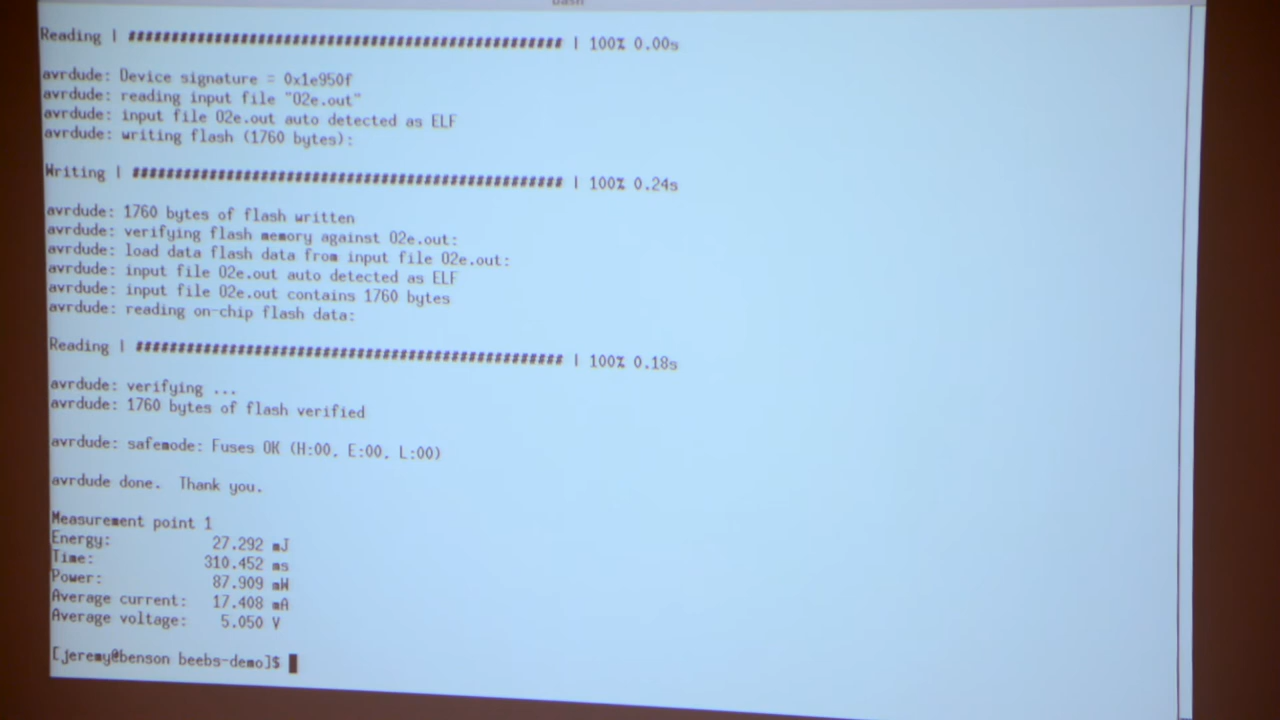 bash
Reading | ################################################## | 100% 0.00s
avrdude: Device signature = 0x1e950f
avrdude: reading input file "02e.out"
avrdude: input file 02e.out auto detected as ELF
avrdude: writing flash (1760 bytes):
Writing | ################################################## | 100% 0.24s
avrdude: 1760 bytes of flash written
avrdude: verifying flash memory against 02e.out:
avrdude: load data flash data from input file 02e.out:
avrdude: input file 02e.out auto detected as ELF
avrdude: input file 02e.out contains 1760 bytes
avrdude: reading on-chip flash data:
Reading | ################################################## | 100% 0.18s
avrdude: verifying ...
avrdude: 1760 bytes of flash verified
avrdude: safemode: Fuses OK (H:00, E:00, L:00)
avrdude done.  Thank you.
Measurement point 1
Energy: 27.292 mJ
Time: 310.452 ms
Power: 87.909 mW
Average current: 17.408 mA
Average voltage: 5.050 V
[jeremy@benson beebs-demo]$